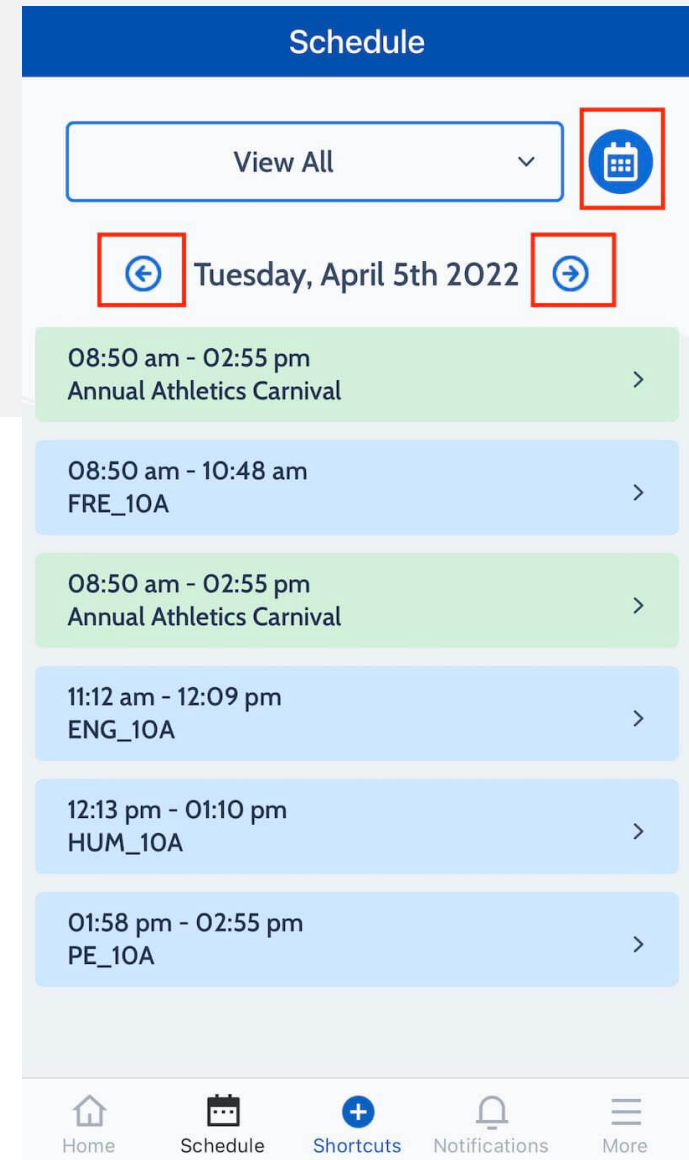 Schedule
View All
Tuesday, April 5th 2022
08:50 am - 02:55 pm
Annual Athletics Carnival
08:50 am - 10:48 am
FRE_10A
08:50 am - 02:55 pm
Annual Athletics Carnival
11:12 am - 12:09 pm
ENG_10A
12:13 pm - 01:10 pm
HUM_10A
01:58 pm - 02:55 pm
PE_10A
Home Schedule Shortcuts Notifications More